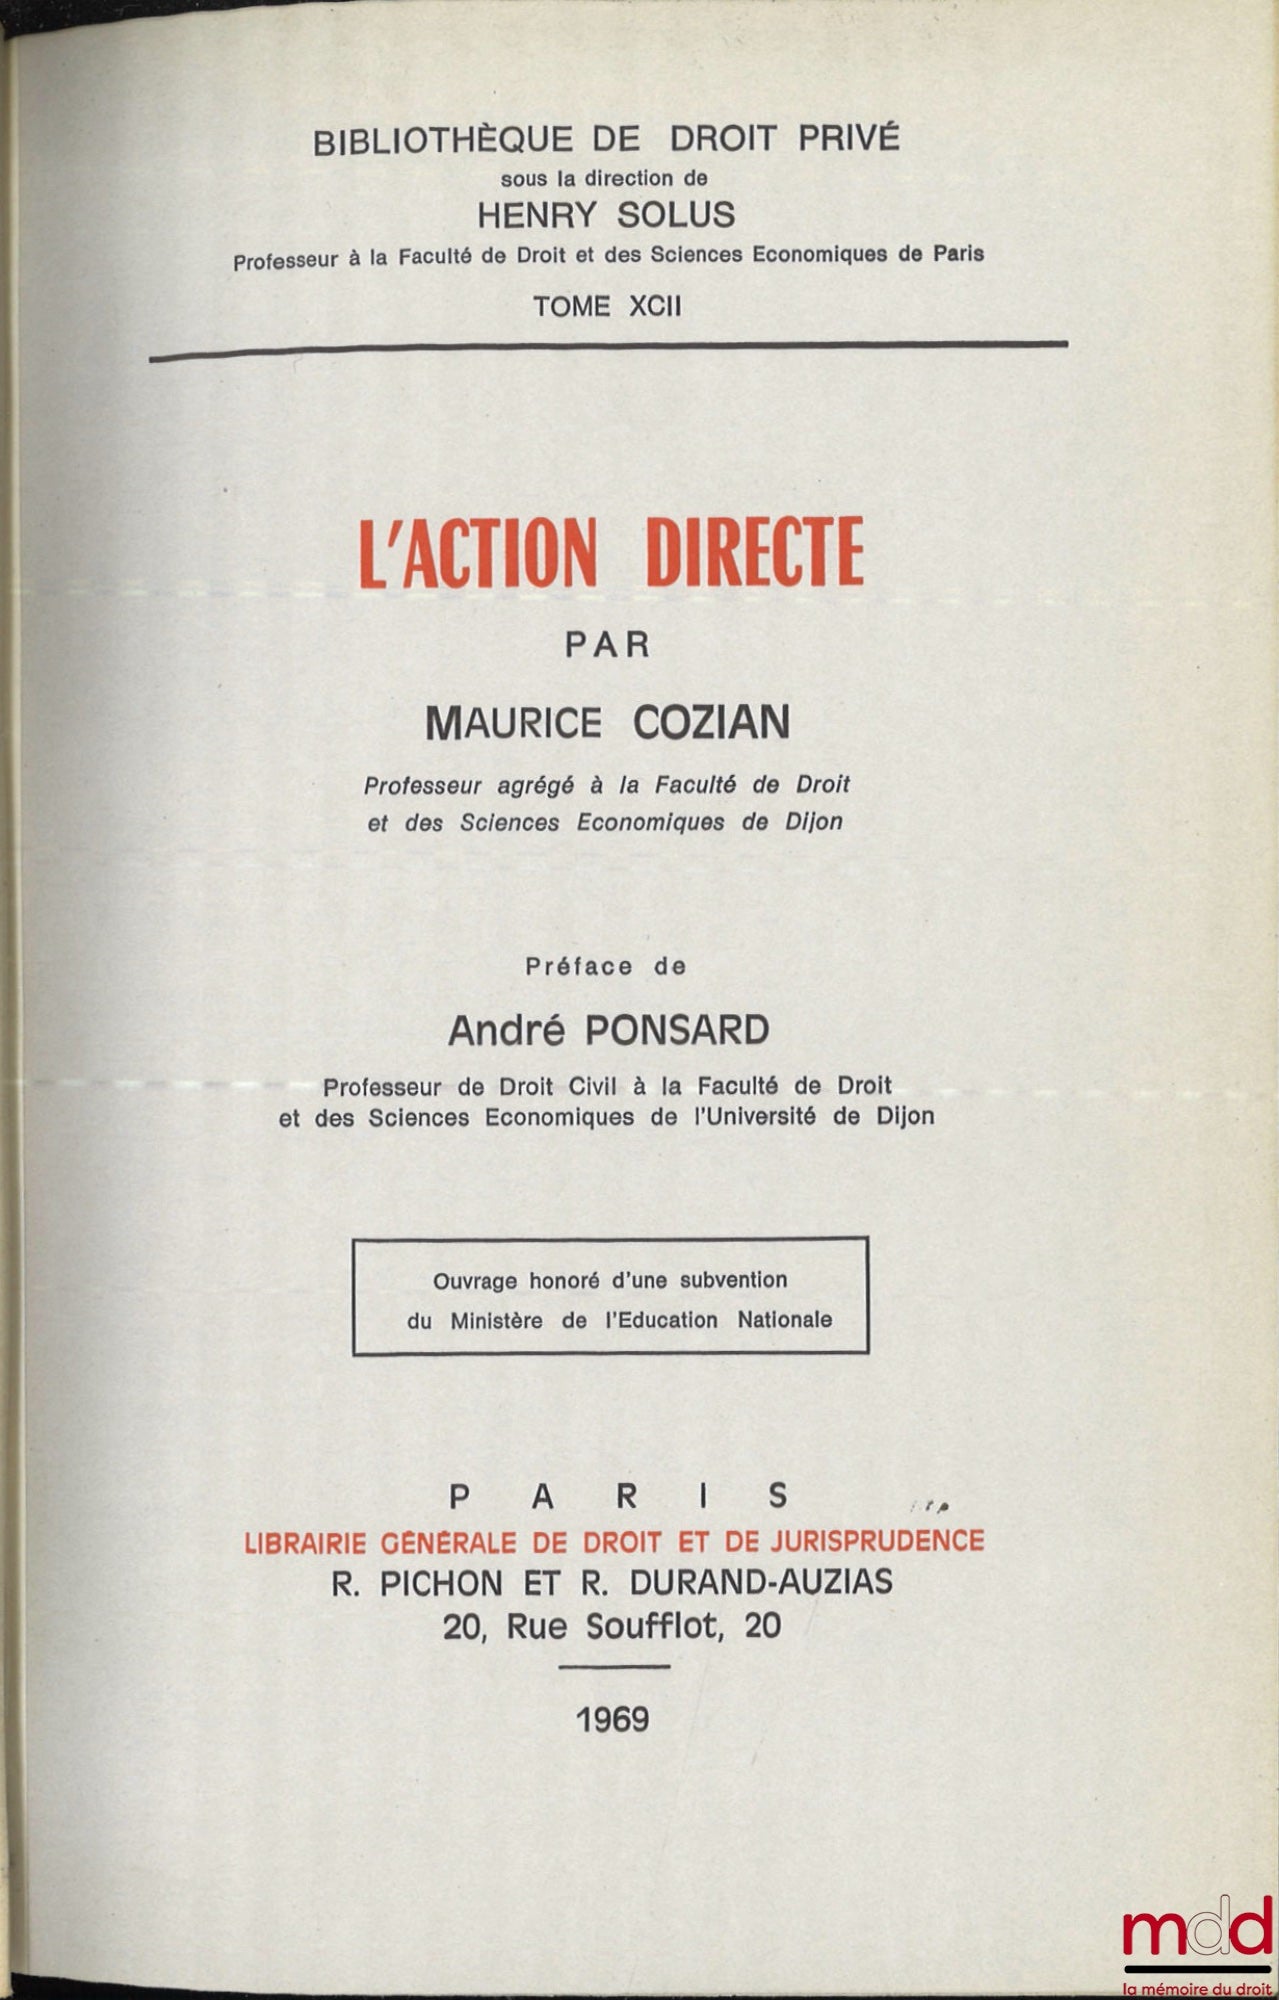 BIBLIOTHÈQUE DE DROIT PRIVÉ
sous la direction de
HENRY SOLUS
Professeur à la Faculté de Droit et des Sciences Economiques de Paris
TOME XCII
L'ACTION DIRECTE
PAR
MAURICE COZIAN
Professeur agrégé à la Faculté de Droit
et des Sciences Economiques de Dijon
Préface de
André PONSARD
Professeur de Droit Civil à la Faculté de Droit
et des Sciences Economiques de l'Université de Dijon
Ouvrage honoré d'une subvention
du Ministère de l'Education Nationale
PARIS
LIBRAIRIE GÉNÉRALE DE DROIT ET DE JURISPRUDENCE
R. PICHON ET R. DURAND-AUZIAS
20, Rue Soufflot, 20
1969
mdd
la mémoire du droit